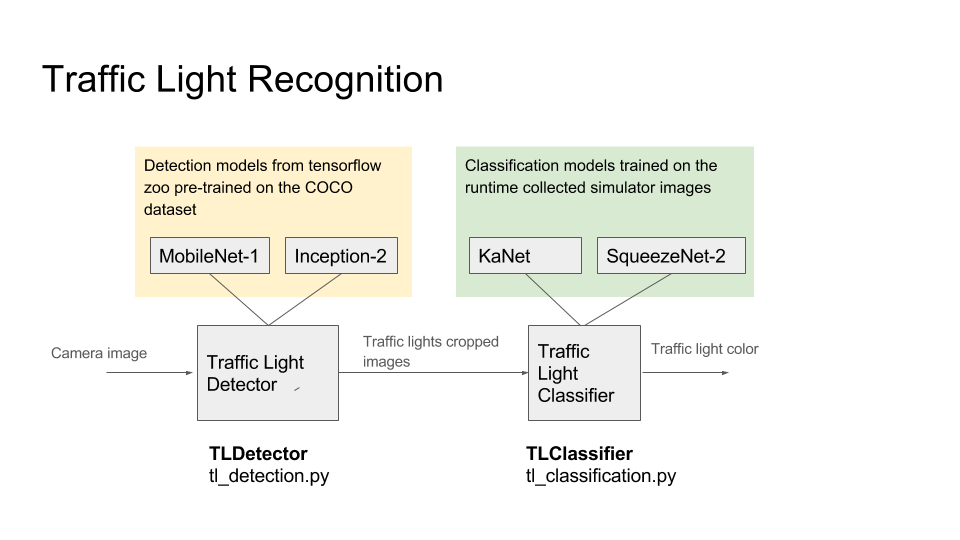 Traffic Light Recognition
Detection models from tensorflow
zoo pre-trained on the COCO
dataset
MobileNet-1
Inception-2
Classification models trained on the
runtime collected simulator images
KaNet
SqueezeNet-2
Camera image
Traffic Light
Detector
Traffic lights cropped
images
Traffic
Light
Classifier
Traffic light color
TLDetector
tl_detection.py
TLClassifier
tl_classification.py